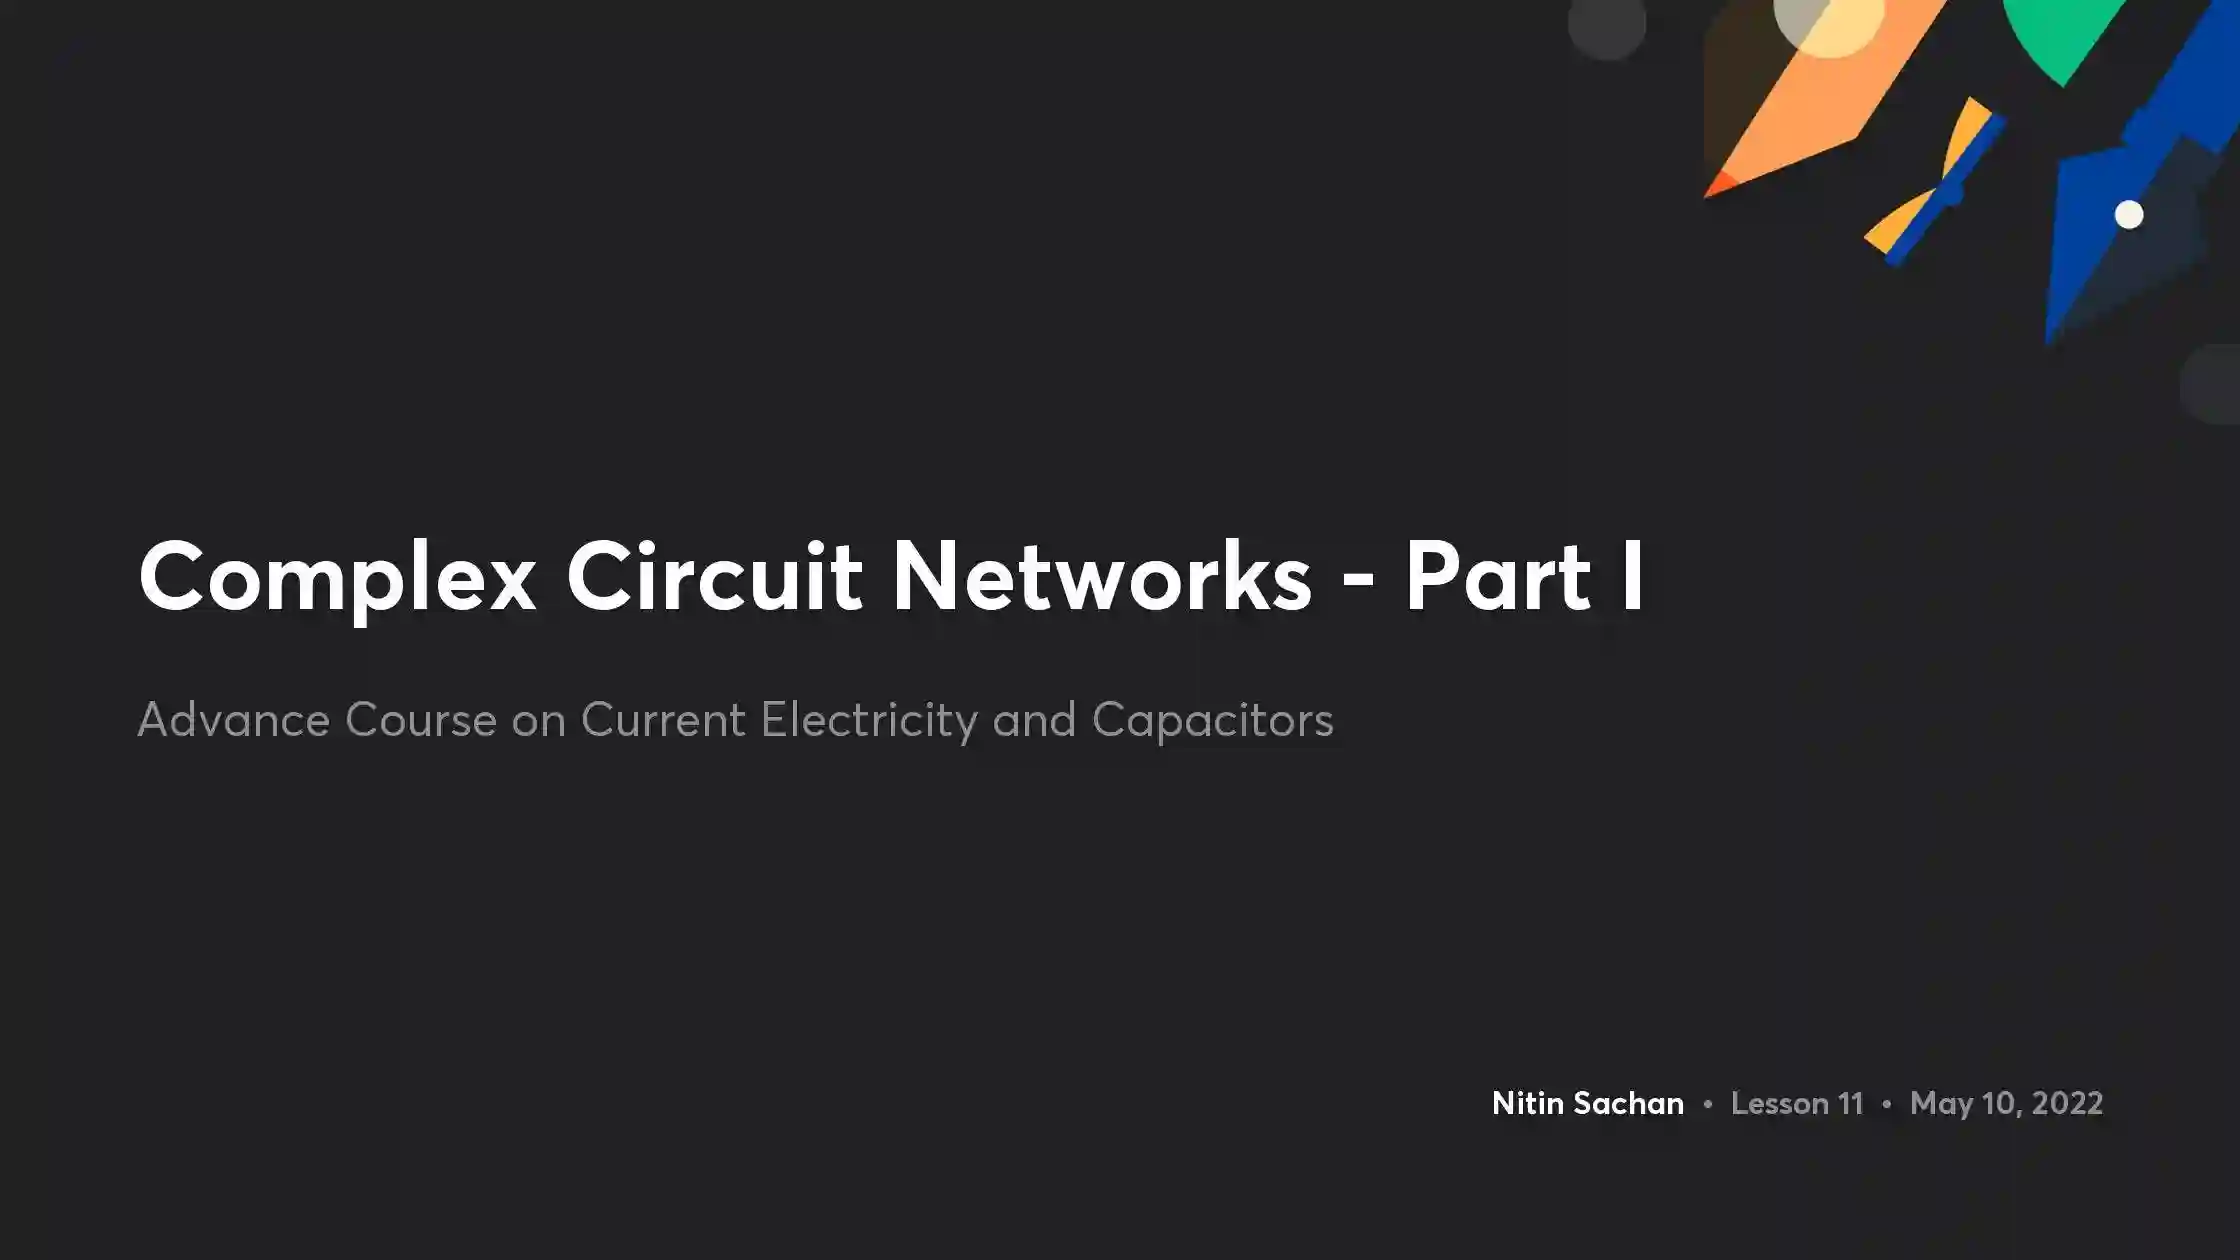 Complex Circuit Networks - Part I
Advance Course on Current Electricity and Capacitors
Nitin Sachan • Lesson 11 • May 10, 2022